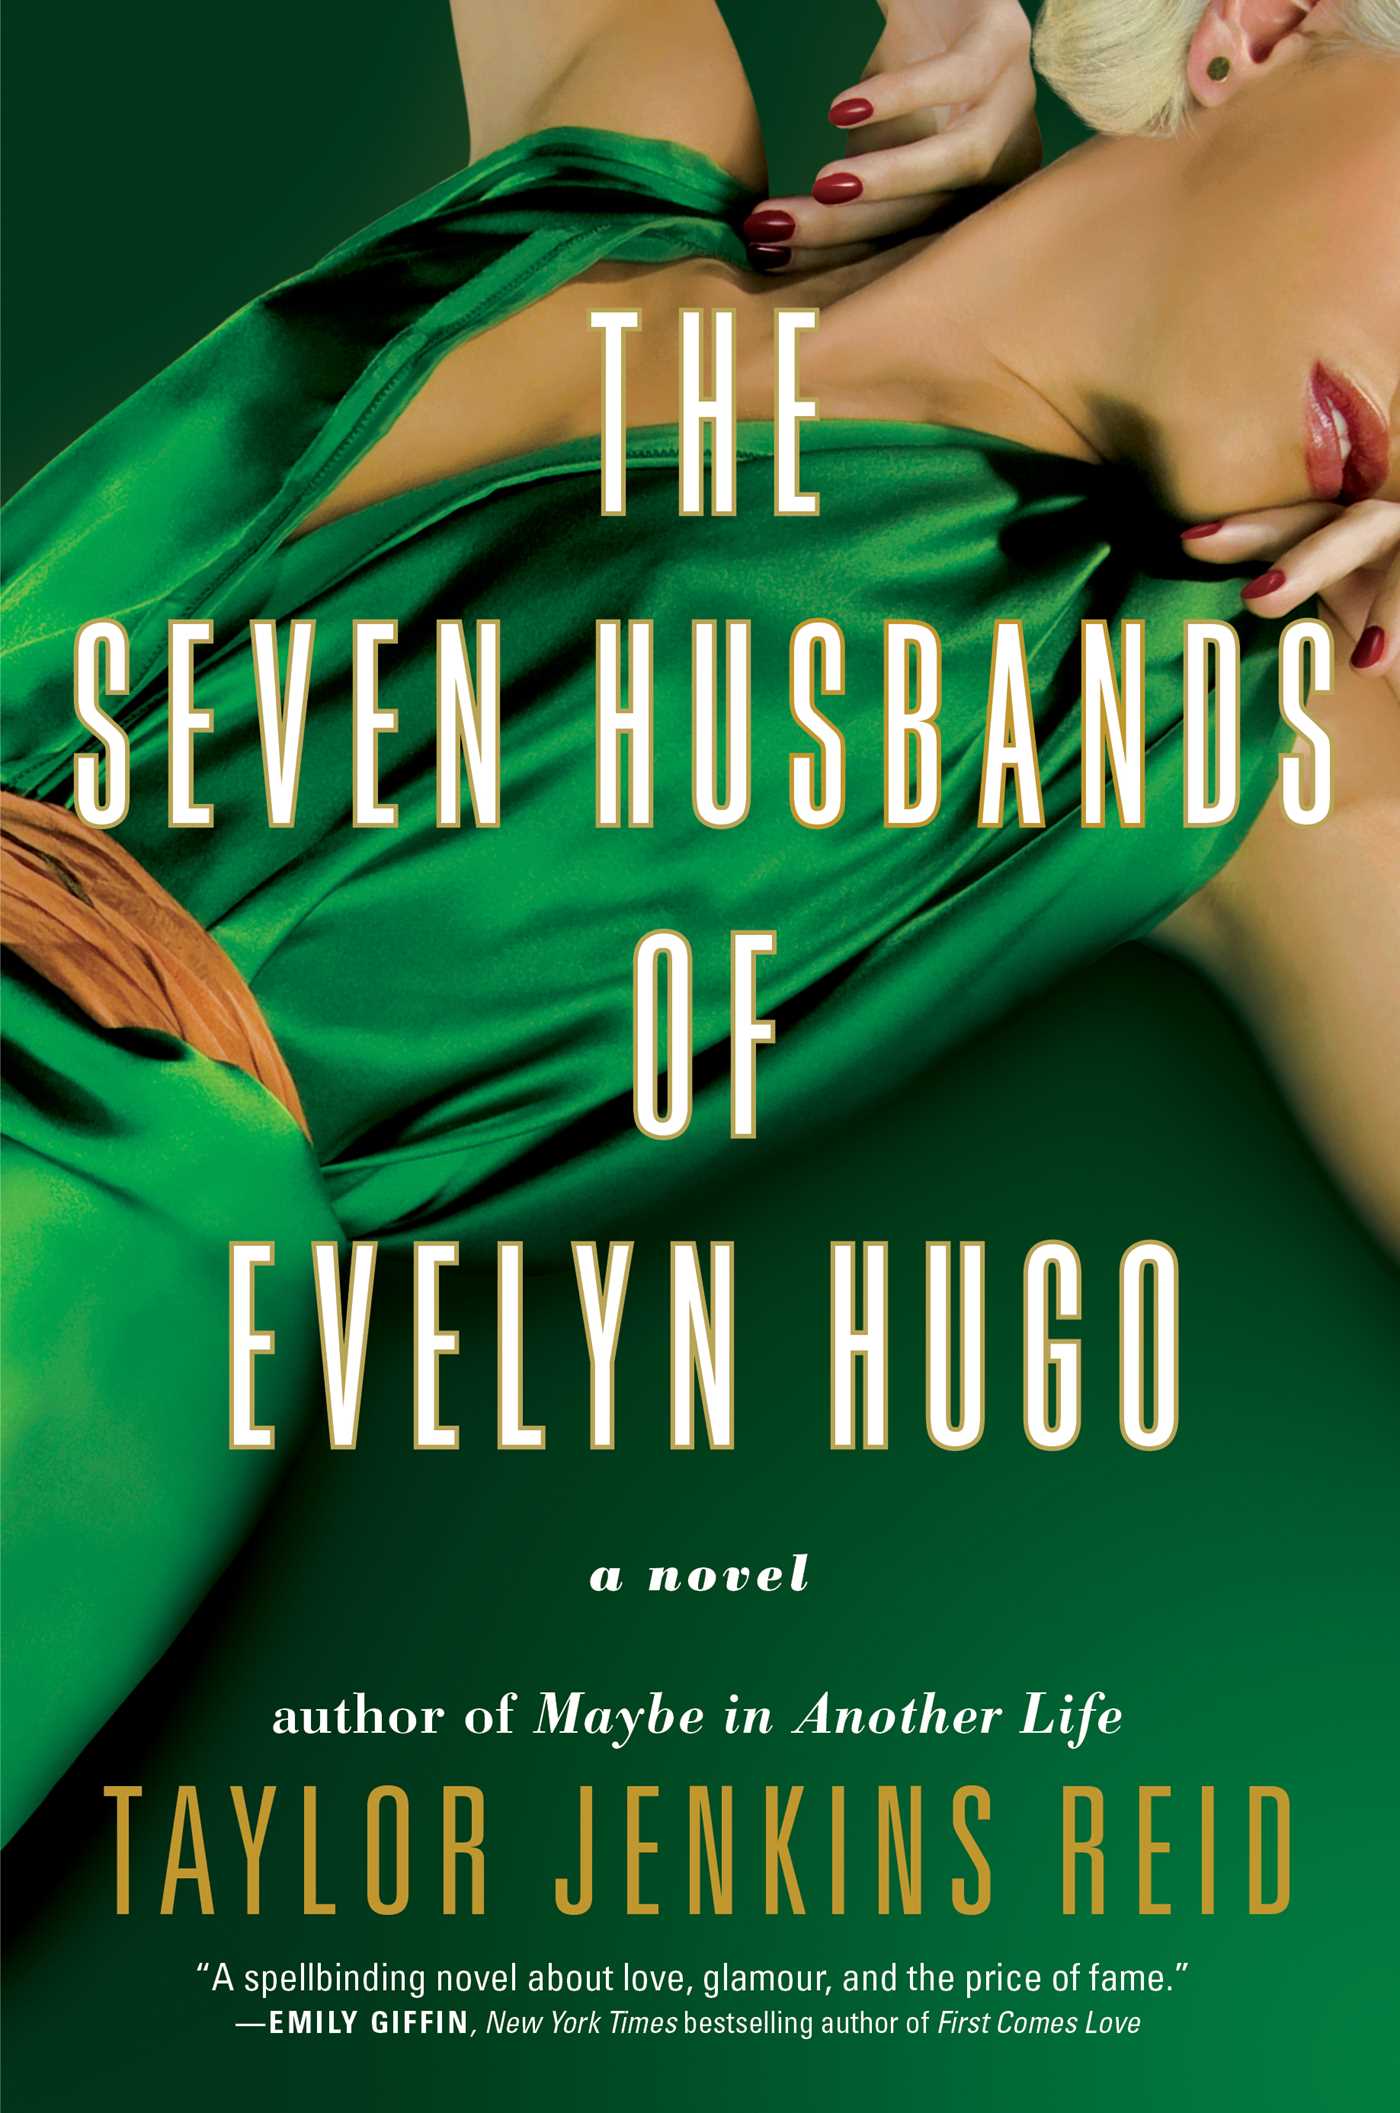 THE
SEVEN HUSBANDS
OF
EVELYN HUGO
a novel
author of Maybe in Another Life
TAYLOR JENKINS REID
“A spellbinding novel about love, glamour, and the price of fame.”
—EMILY GIFFIN, New York Times bestselling author of First Comes Love